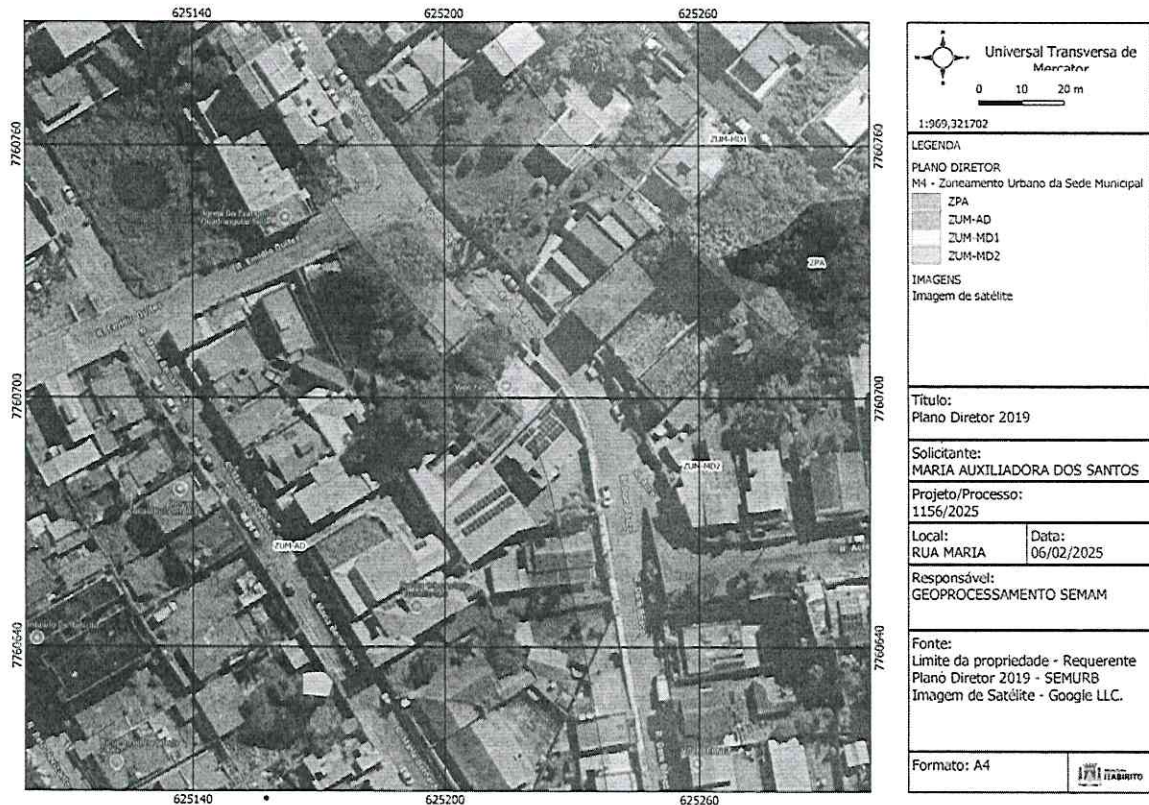 625140 625200 625260
7760760 7760760
7760700 7760700
7760640 7760640
625140 625200 625260
ZUM-MD1
ZPA
ZUM-MD2
ZUM-AD
Universal Transversa de
Mercator
0 10 20 m
1:969,321702
LEGENDA
PLANO DIRETOR
M4 - Zoneamento Urbano da Sede Municipal
ZPA
ZUM-AD
ZUM-MD1
ZUM-MD2
IMAGENS
Imagem de satélite
Título:
Plano Diretor 2019
Solicitante:
MARIA AUXILIADORA DOS SANTOS
Projeto/Processo:
1156/2025
Local:
RUA MARIA
Data:
06/02/2025
Responsável:
GEOPROCESSAMENTO SEMAM
Fonte:
Limite da propriedade - Requerente
Plano Diretor 2019 - SEMURB
Imagem de Satélite - Google LLC.
Formato: A4
ITABIRITO